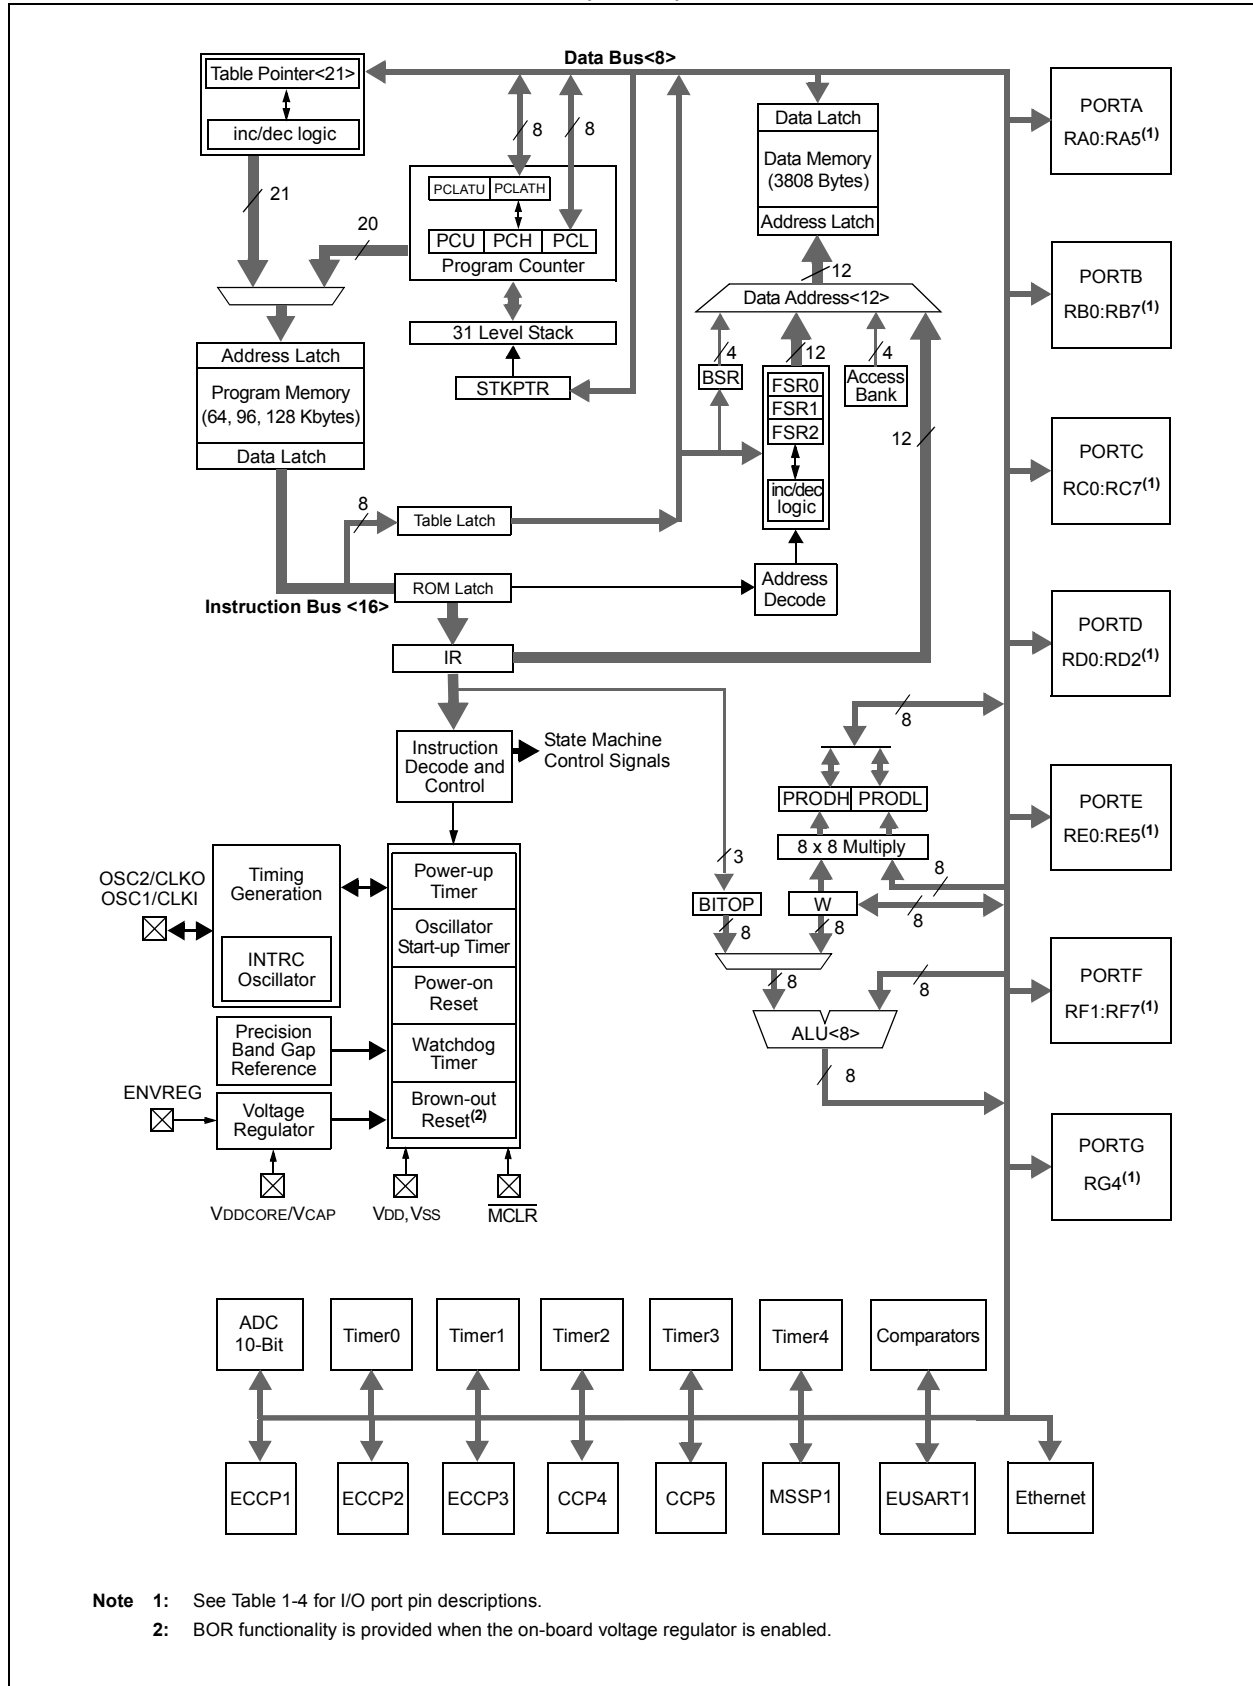 Data Bus<8>
Table Pointer<21>
inc/dec logic
21
20
8
8
PCLATU PCLATH
PCU PCH PCL
Program Counter
31 Level Stack
STKPTR
Data Latch
Data Memory
(3808 Bytes)
Address Latch
12
Data Address<12>
4
12
4
BSR
FSR0
FSR1
FSR2
inc/dec
logic
Access
Bank
12
Address Latch
Program Memory
(64, 96, 128 Kbytes)
Data Latch
8
Table Latch
ROM Latch
Instruction Bus <16>
Address
Decode
IR
Instruction
Decode and
Control
State Machine
Control Signals
8
PRODH PRODL
8 x 8 Multiply
3
8
BITOP
W
8
8
8
8
8
ALU<8>
8
OSC2/CLKO
OSC1/CLKI
Timing
Generation
INTRC
Oscillator
Power-up
Timer
Oscillator
Start-up Timer
Power-on
Reset
Watchdog
Timer
Brown-out
Reset(2)
Precision
Band Gap
Reference
ENVREG
Voltage
Regulator
VDDCORE/VCAP
VDD, VSS
MCLR
PORTA
RA0:RA5(1)
PORTB
RB0:RB7(1)
PORTC
RC0:RC7(1)
PORTD
RD0:RD2(1)
PORTE
RE0:RE5(1)
PORTF
RF1:RF7(1)
PORTG
RG4(1)
ADC
10-Bit
Timer0
Timer1
Timer2
Timer3
Timer4
Comparators
ECCP1
ECCP2
ECCP3
CCP4
CCP5
MSSP1
EUSART1
Ethernet
Note 1: See Table 1-4 for I/O port pin descriptions.
2: BOR functionality is provided when the on-board voltage regulator is enabled.